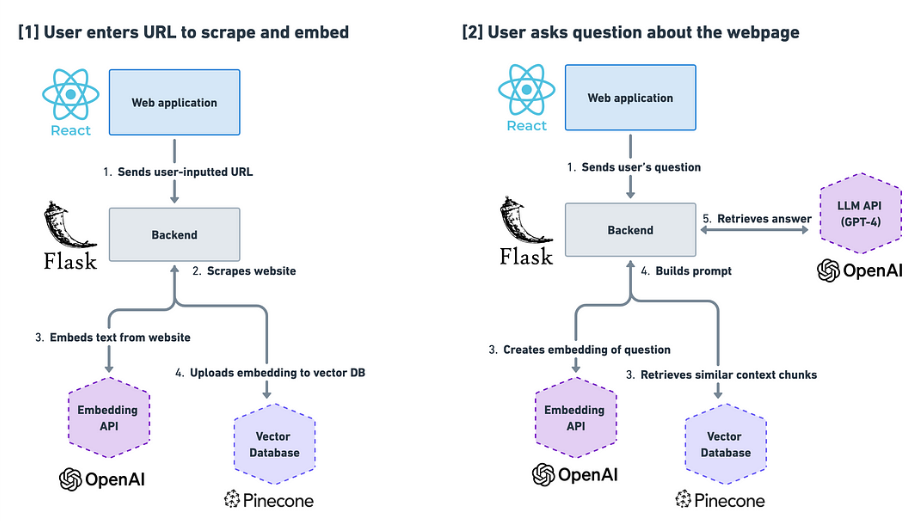 [1] User enters URL to scrape and embed
React
Web application
1. Sends user-inputted URL
Flask
Backend
2. Scrapes website
3. Embeds text from website
4. Uploads embedding to vector DB
Embedding
API
OpenAI
Vector
Database
Pinecone
[2] User asks question about the webpage
React
Web application
1. Sends user's question
Flask
Backend
5. Retrieves answer
LLM API
(GPT-4)
OpenAI
4. Builds prompt
3. Creates embedding of question
3. Retrieves similar context chunks
Embedding
API
OpenAI
Vector
Database
Pinecone